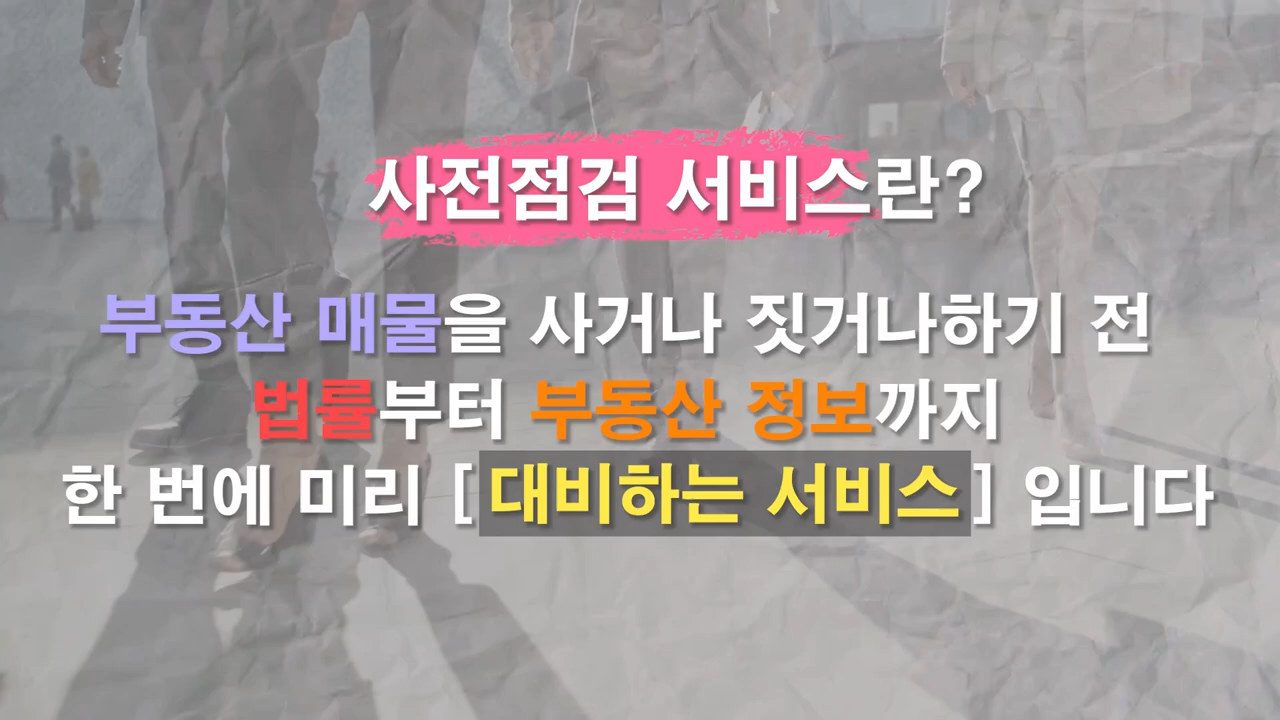 사전점검 서비스란?
부동산 매물을 사거나 짓거나하기 전
법률부터 부동산 정보까지
한 번에 미리 [대비하는 서비스] 입니다